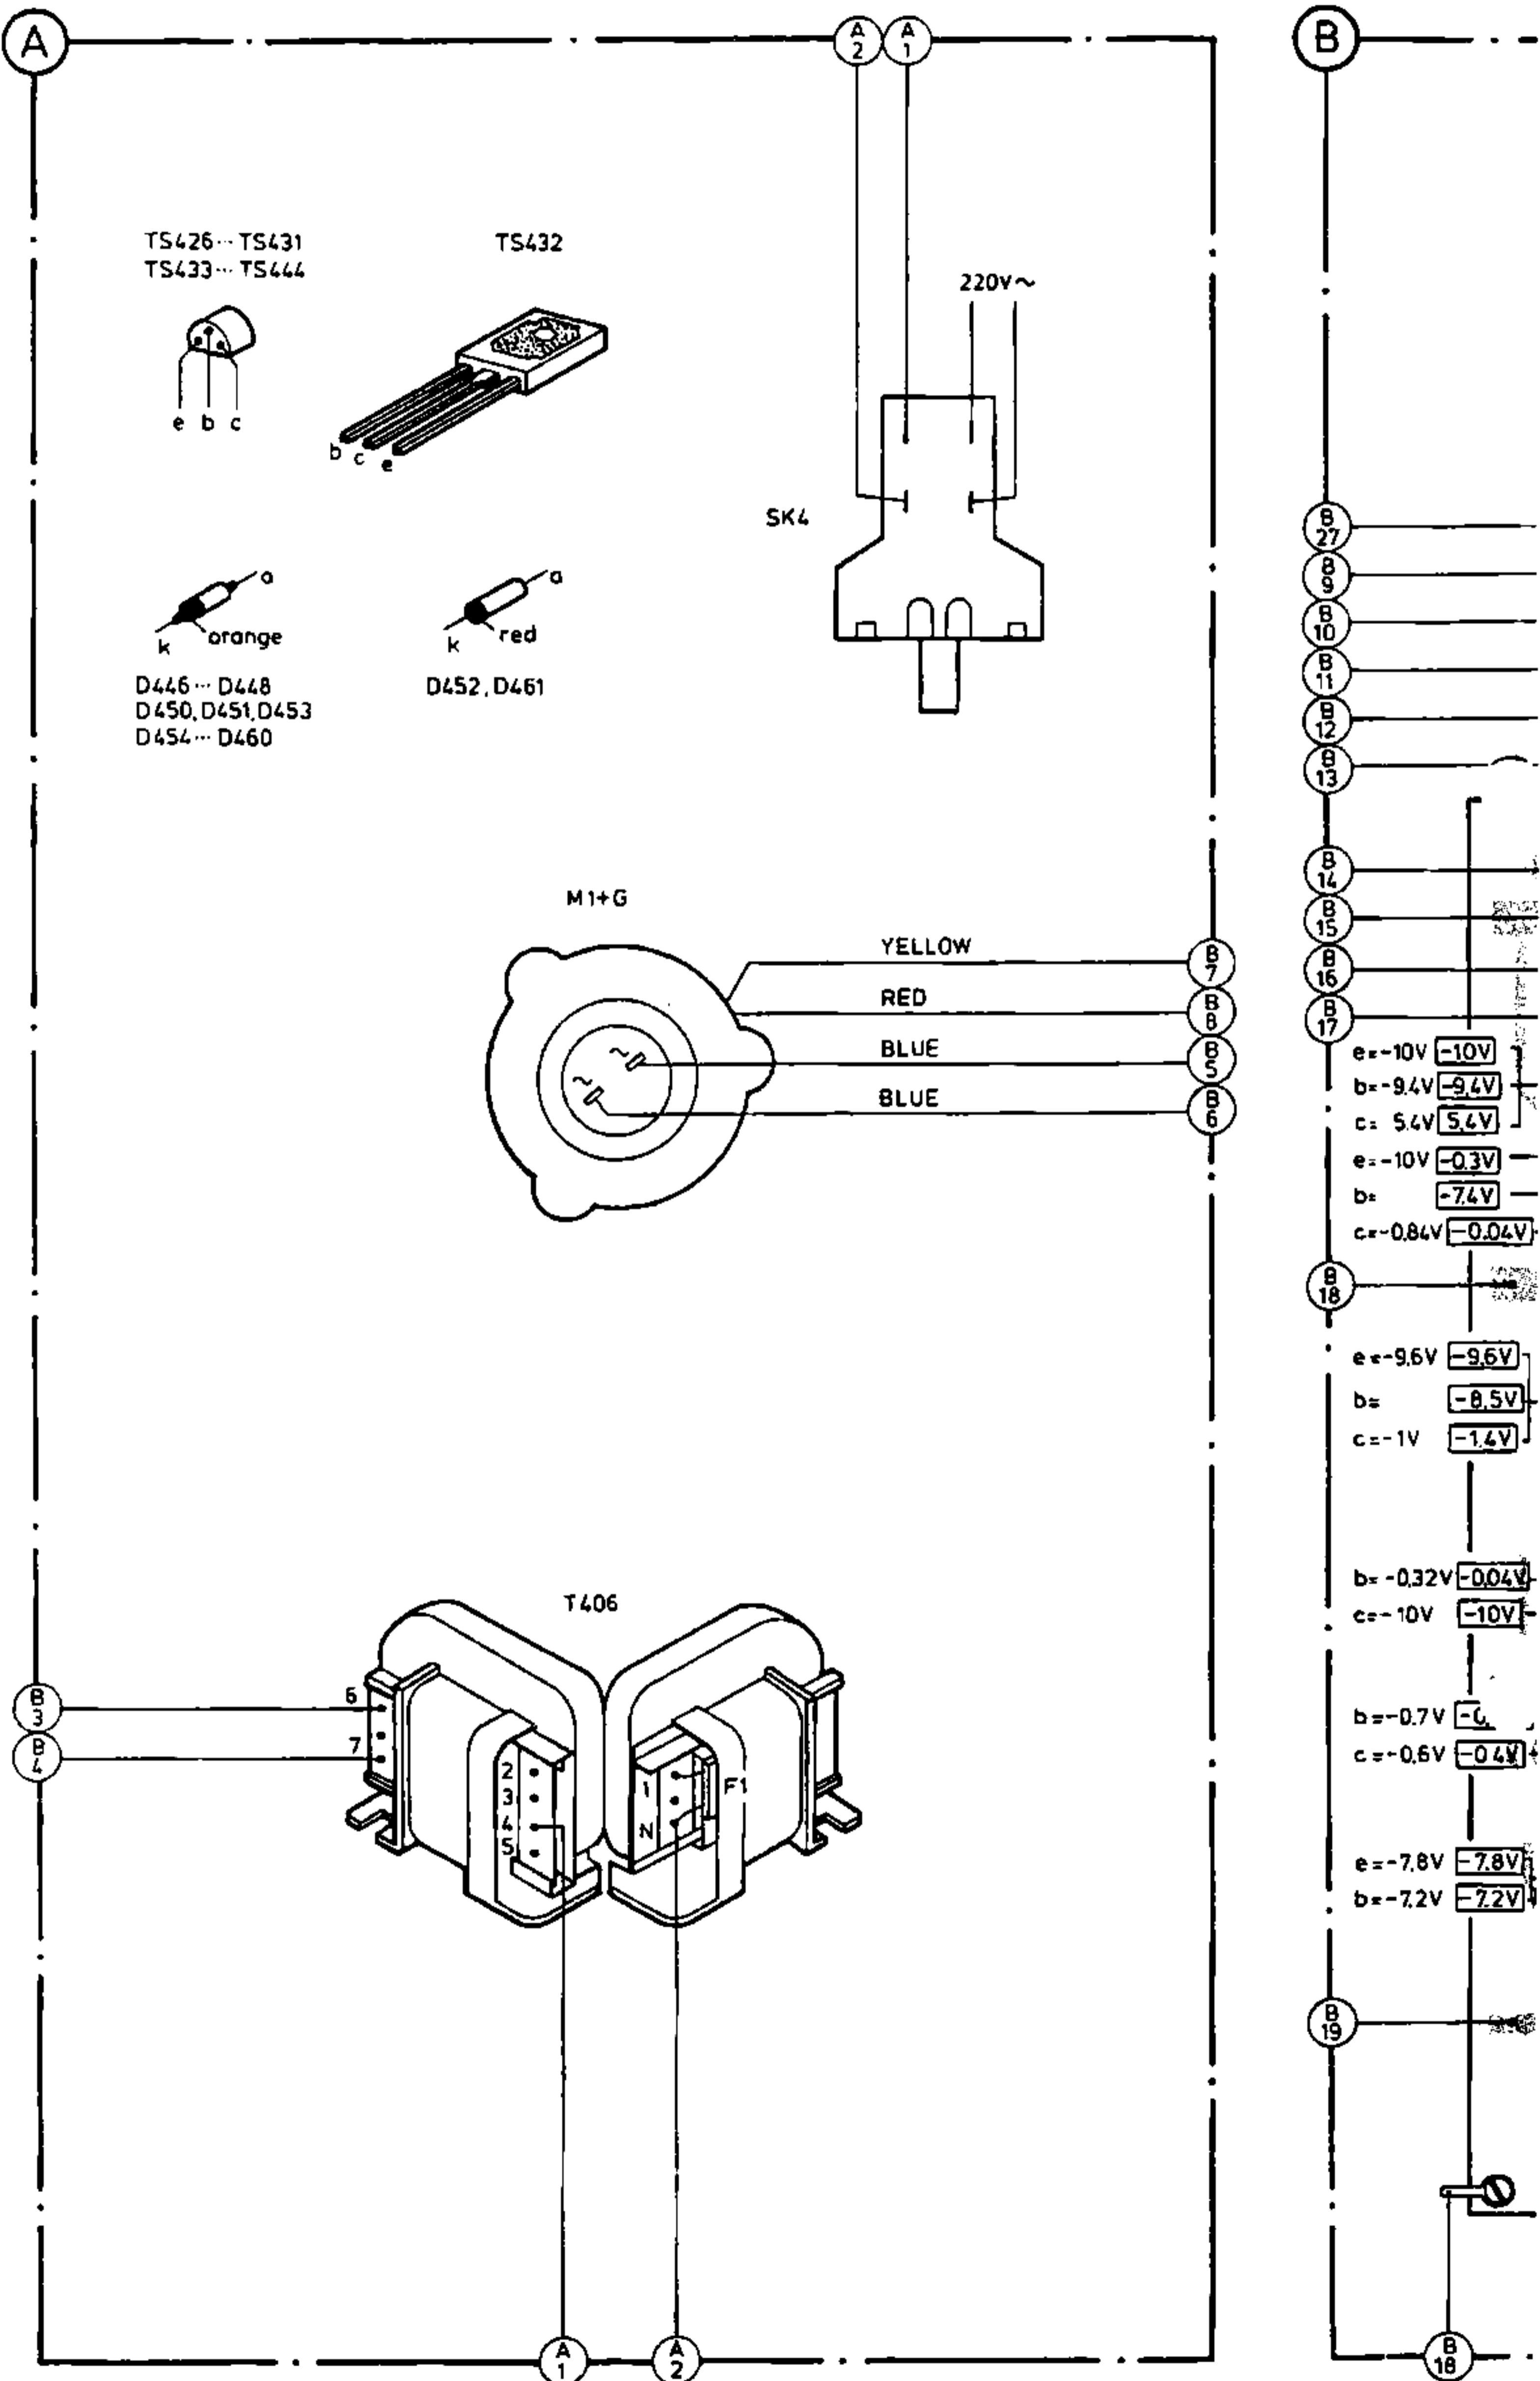 A
A 2
A 1
B
TS426··· TS431
TS433··· TS444
TS432
220V~
e b c
b c e
SK4
a
k
orange
a
k
red
D446··· D448
D450, D451, D453
D454··· D460
D452, D461
M1+G
YELLOW
B 7
RED
B 8
BLUE
B 5
BLUE
B 6
~
~
T406
B 3
6
B 4
7
2
3
4
5
1
N
F1
A 1
A 2
B 27
B 9
B 10
B 11
B 12
B 13
B 14
B 15
B 16
B 17
e=-10V -10V
b=-9.4V -9,4V
c= 5.4V 5,4V
e=-10V -0.3V
b= -7.4V
c=-0.84V -0.04V
B 18
e=-9.6V -9.6V
b= -8.5V
c=-1V -1.4V
b=-0.32V -0.04V
c=-10V -10V
b=-0.7V
c=-0.6V -0.4V
e=-7.8V -7.8V
b=-7.2V -7.2V
B 19
B 18